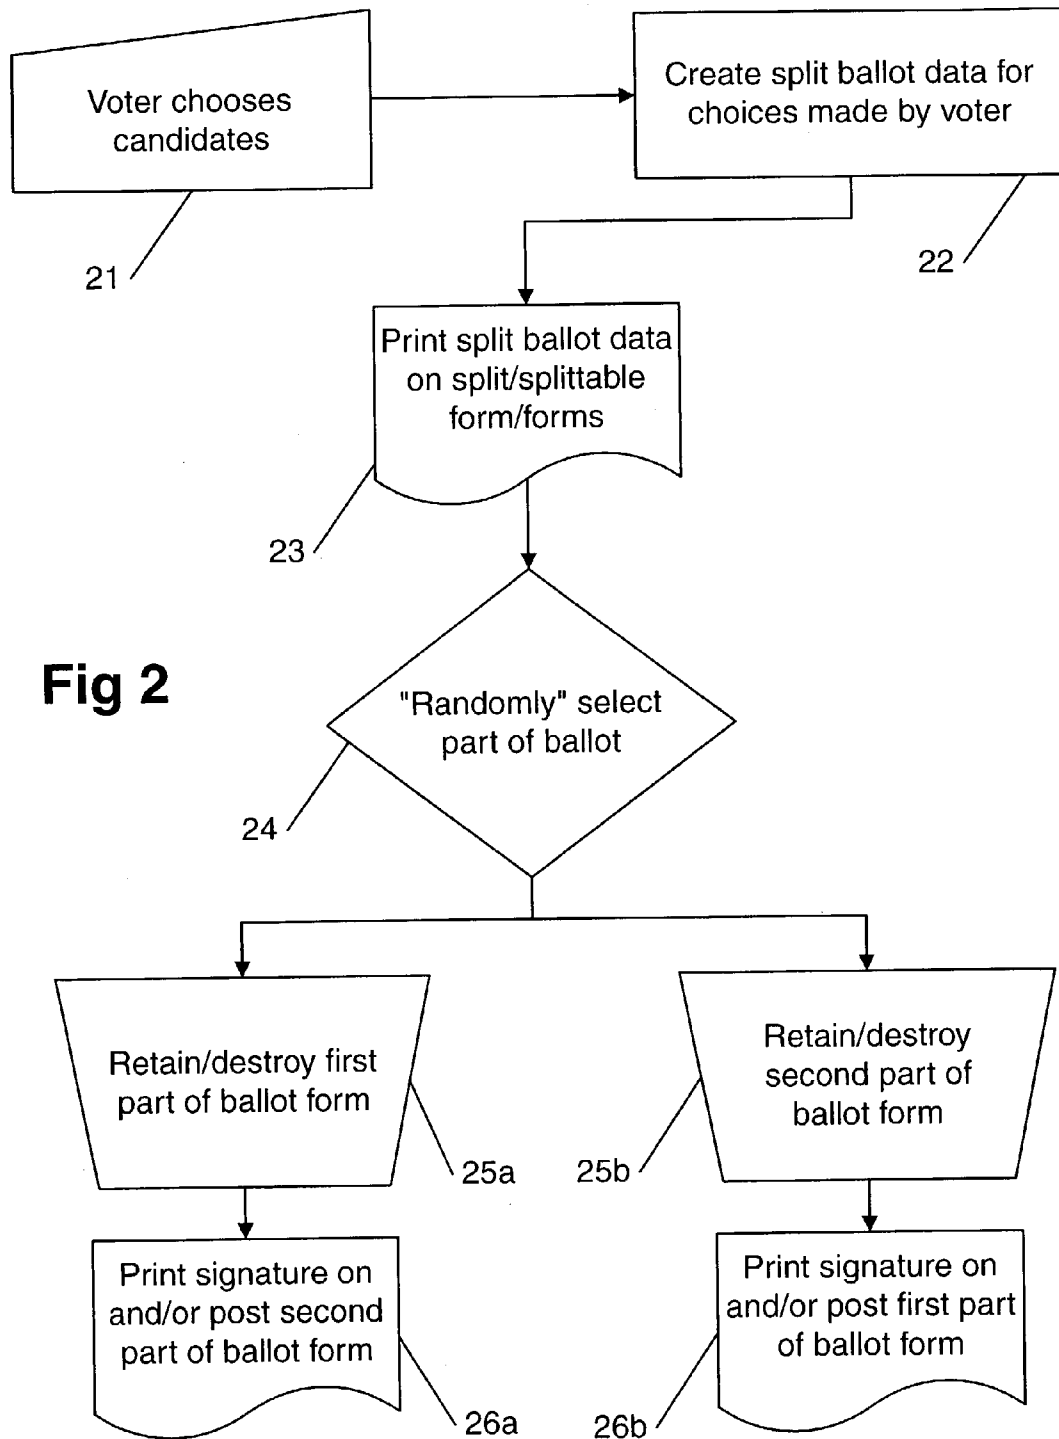 Voter chooses
candidates
Create split ballot data for
choices made by voter
21
22
Print split ballot data
on split/splittable
form/forms
23
Fig 2
"Randomly" select
part of ballot
24
Retain/destroy first
part of ballot form
Retain/destroy
second part of
ballot form
25a
25b
Print signature on
and/or post second
part of ballot form
Print signature on
and/or post first part
of ballot form
26a
26b